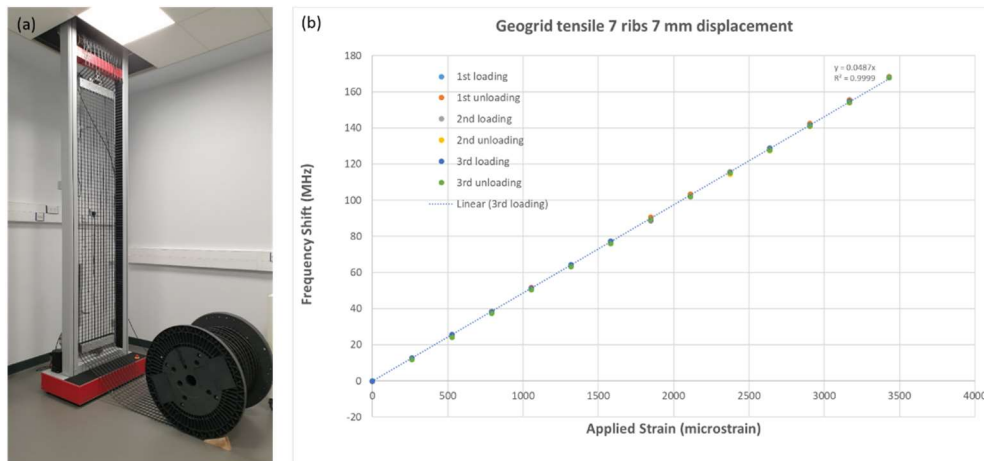 (a)
(b)
Geogrid tensile 7 ribs 7 mm displacement
180
160
140
120
100
80
60
40
20
0
-20
Frequency Shift (MHz)
1st loading
1st unloading
2nd loading
2nd unloading
3rd loading
3rd unloading
Linear (3rd loading)
y = 0.0487x
R² = 0.9999
0 500 1000 1500 2000 2500 3000 3500 4000
Applied Strain (microstrain)